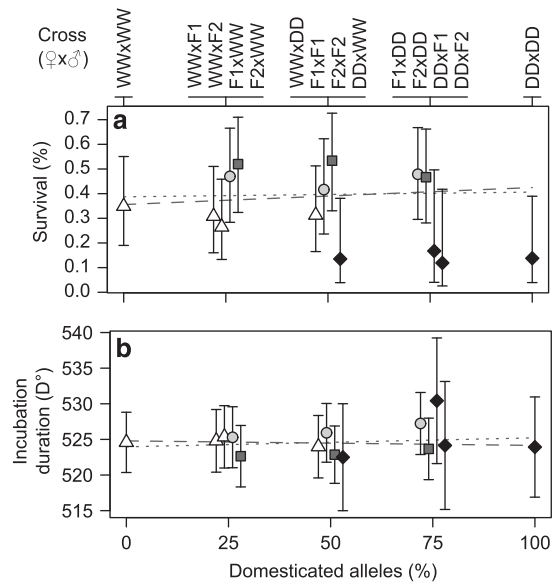 Cross
(♀x♂)
WWxWW
WWxF1
WWxF2
F1xWW
F2xWW
WWxDD
F1xF1
F2xF2
DDxWW
F1xDD
F2xDD
DDxF1
DDxF2
DDxDD
a
Survival (%)
0.7
0.6
0.5
0.4
0.3
0.2
0.1
0.0
b
Incubation
duration (D°)
540
535
530
525
520
515
0
25
50
75
100
Domesticated alleles (%)